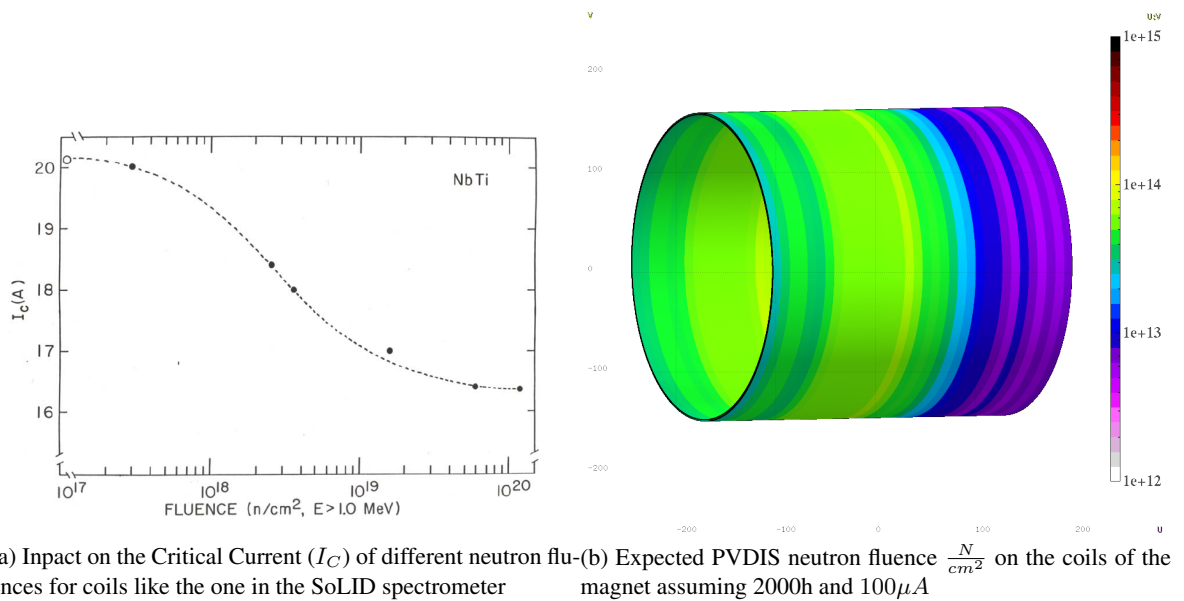 20
19
18
17
16
I_C(A)
NbTi
10^17
10^18
10^19
10^20
FLUENCE (n/cm², E>1.0 MeV)
V
200
100
0
-100
-200
-200
-100
0
100
200
U
U:V
1e+15
1e+14
1e+13
1e+12
a) Inpact on the Critical Current (I_C) of different neutron flu-
nces for coils like the one in the SoLID spectrometer
(b) Expected PVDIS neutron fluence N/cm² on the coils of the
magnet assuming 2000h and 100μA